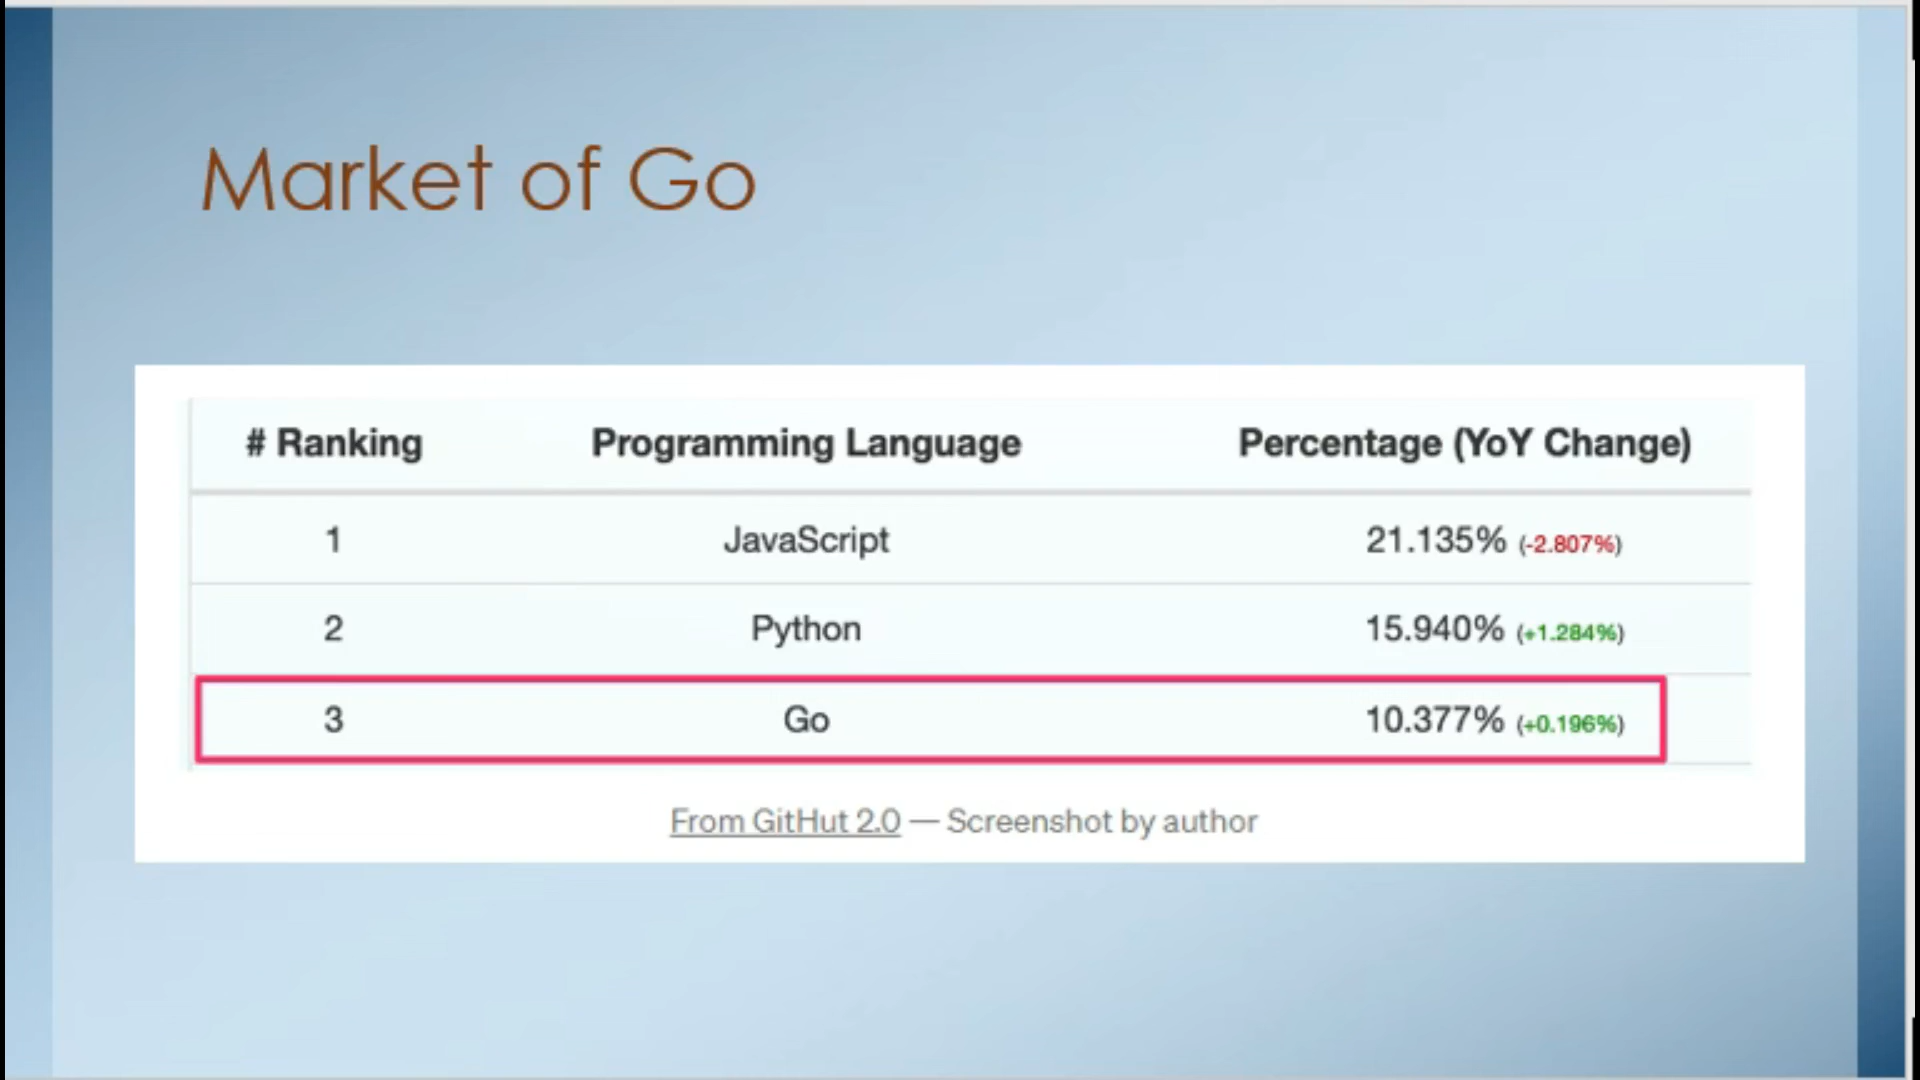 Market of Go
# Ranking Programming Language Percentage (YoY Change)
1 JavaScript 21.135% (-2.807%)
2 Python 15.940% (+1.284%)
3 Go 10.377% (+0.196%)
From GitHut 2.0 — Screenshot by author